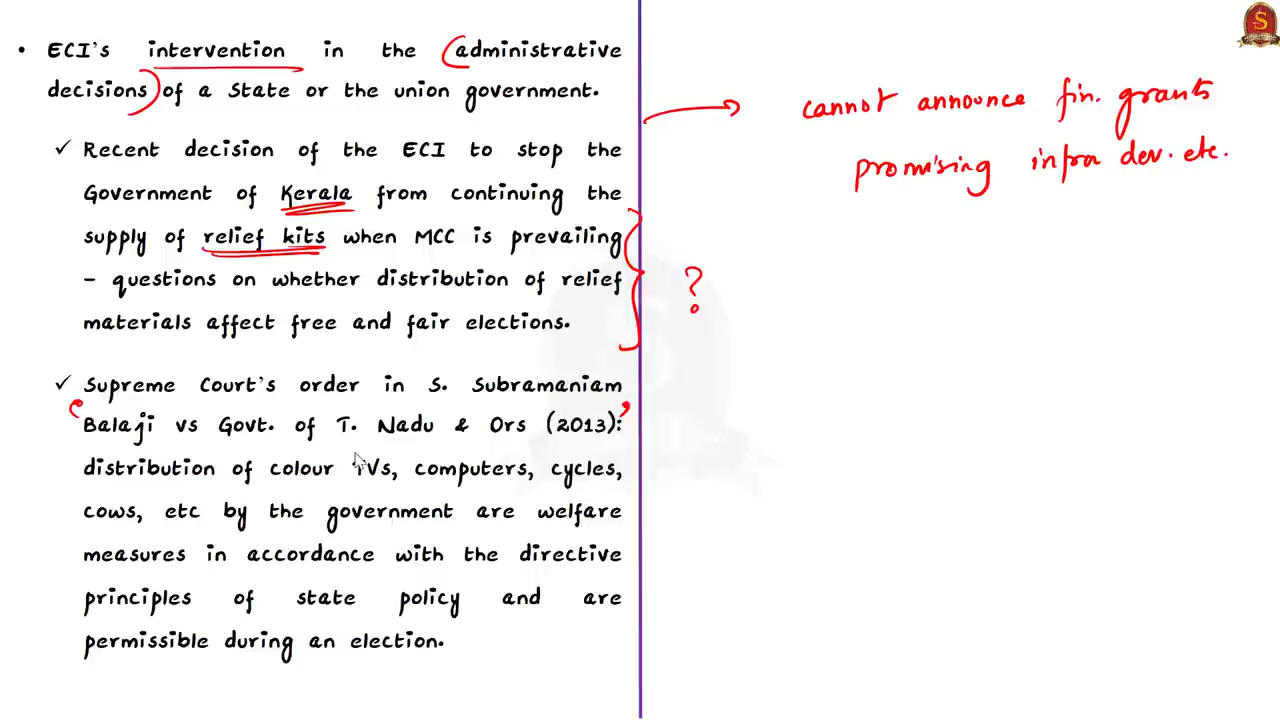 • ECI's intervention in the (administrative
decisions) of a State or the union government.
✓ Recent decision of the ECI to stop the
Government of Kerala from continuing the
supply of relief kits when MCC is prevailing
- questions on whether distribution of relief
materials affect free and fair elections.
✓ Supreme Court's order in S. Subramaniam
Balaji vs Govt. of T. Nadu & Ors (2013):
distribution of colour TVs, computers, cycles,
cows, etc by the government are welfare
measures in accordance with the directive
principles of state policy and are
permissible during an election.
cannot announce fin. grants
promising infra dev. etc.
?
S